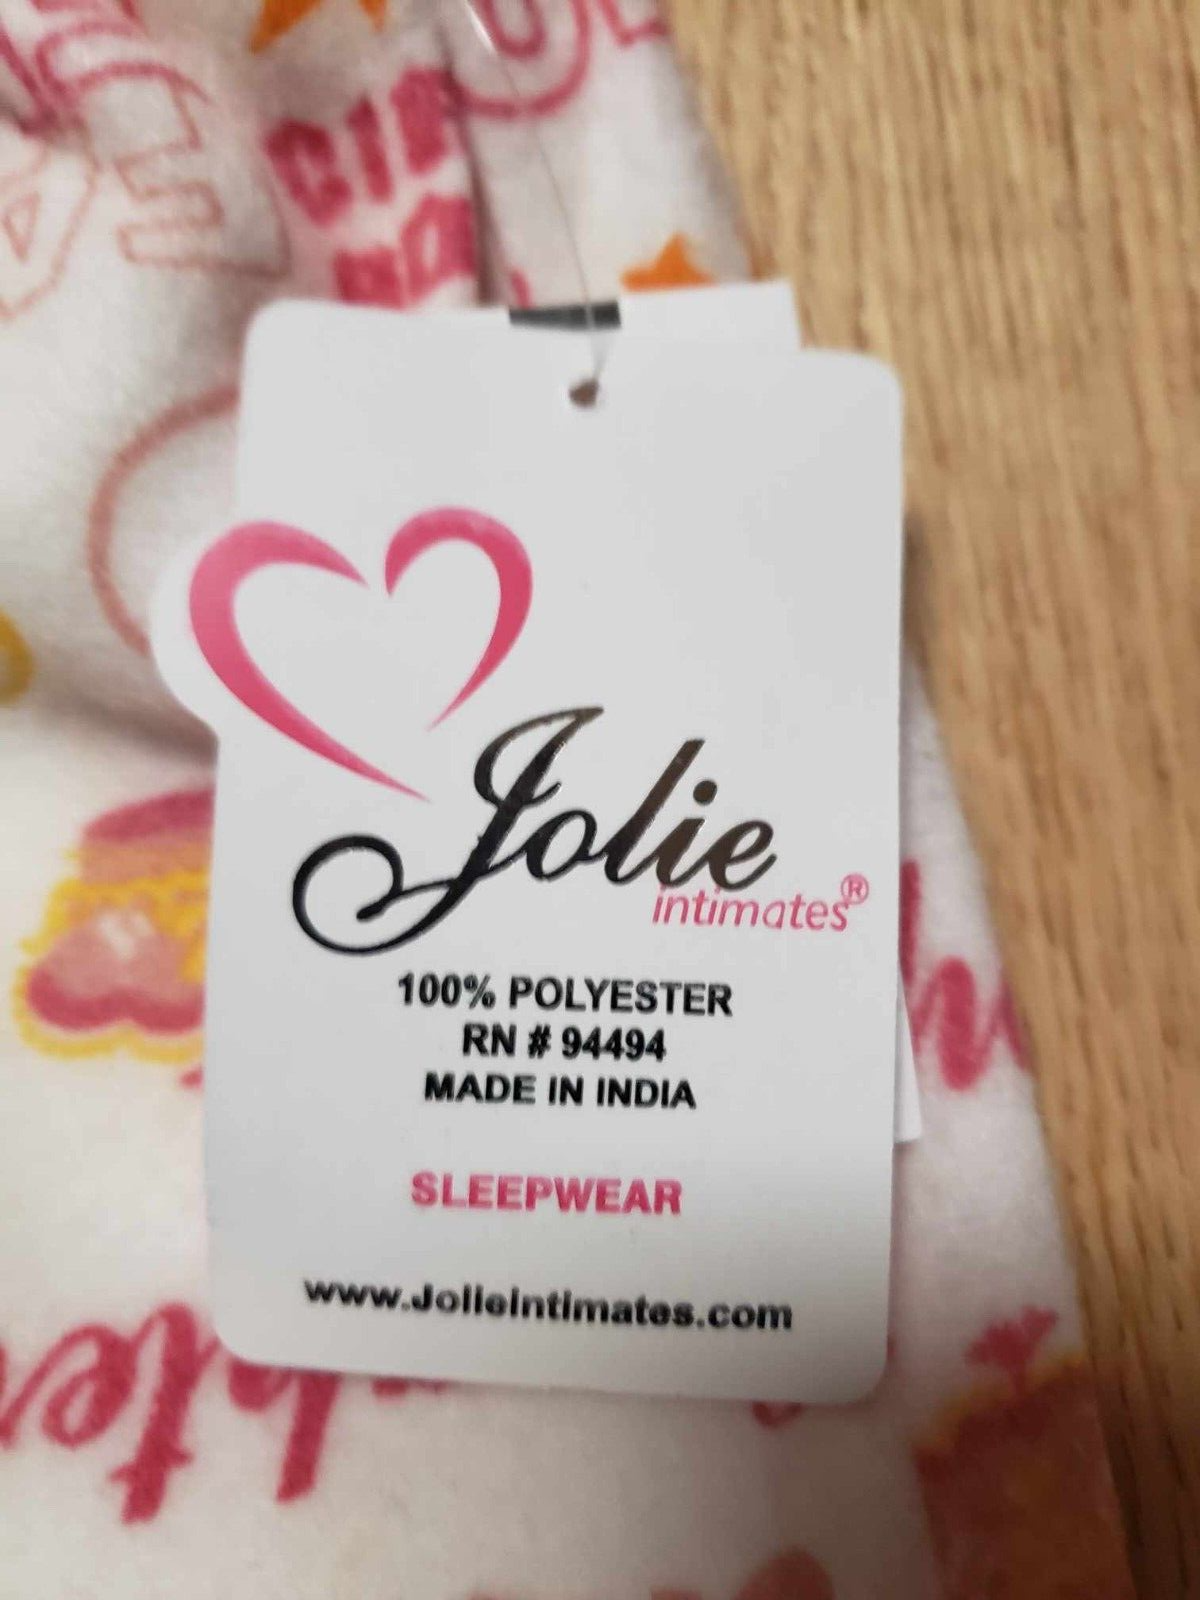 Jolie
intimates®
100% POLYESTER
RN # 94494
MADE IN INDIA
SLEEPWEAR
www.JolieIntimates.com